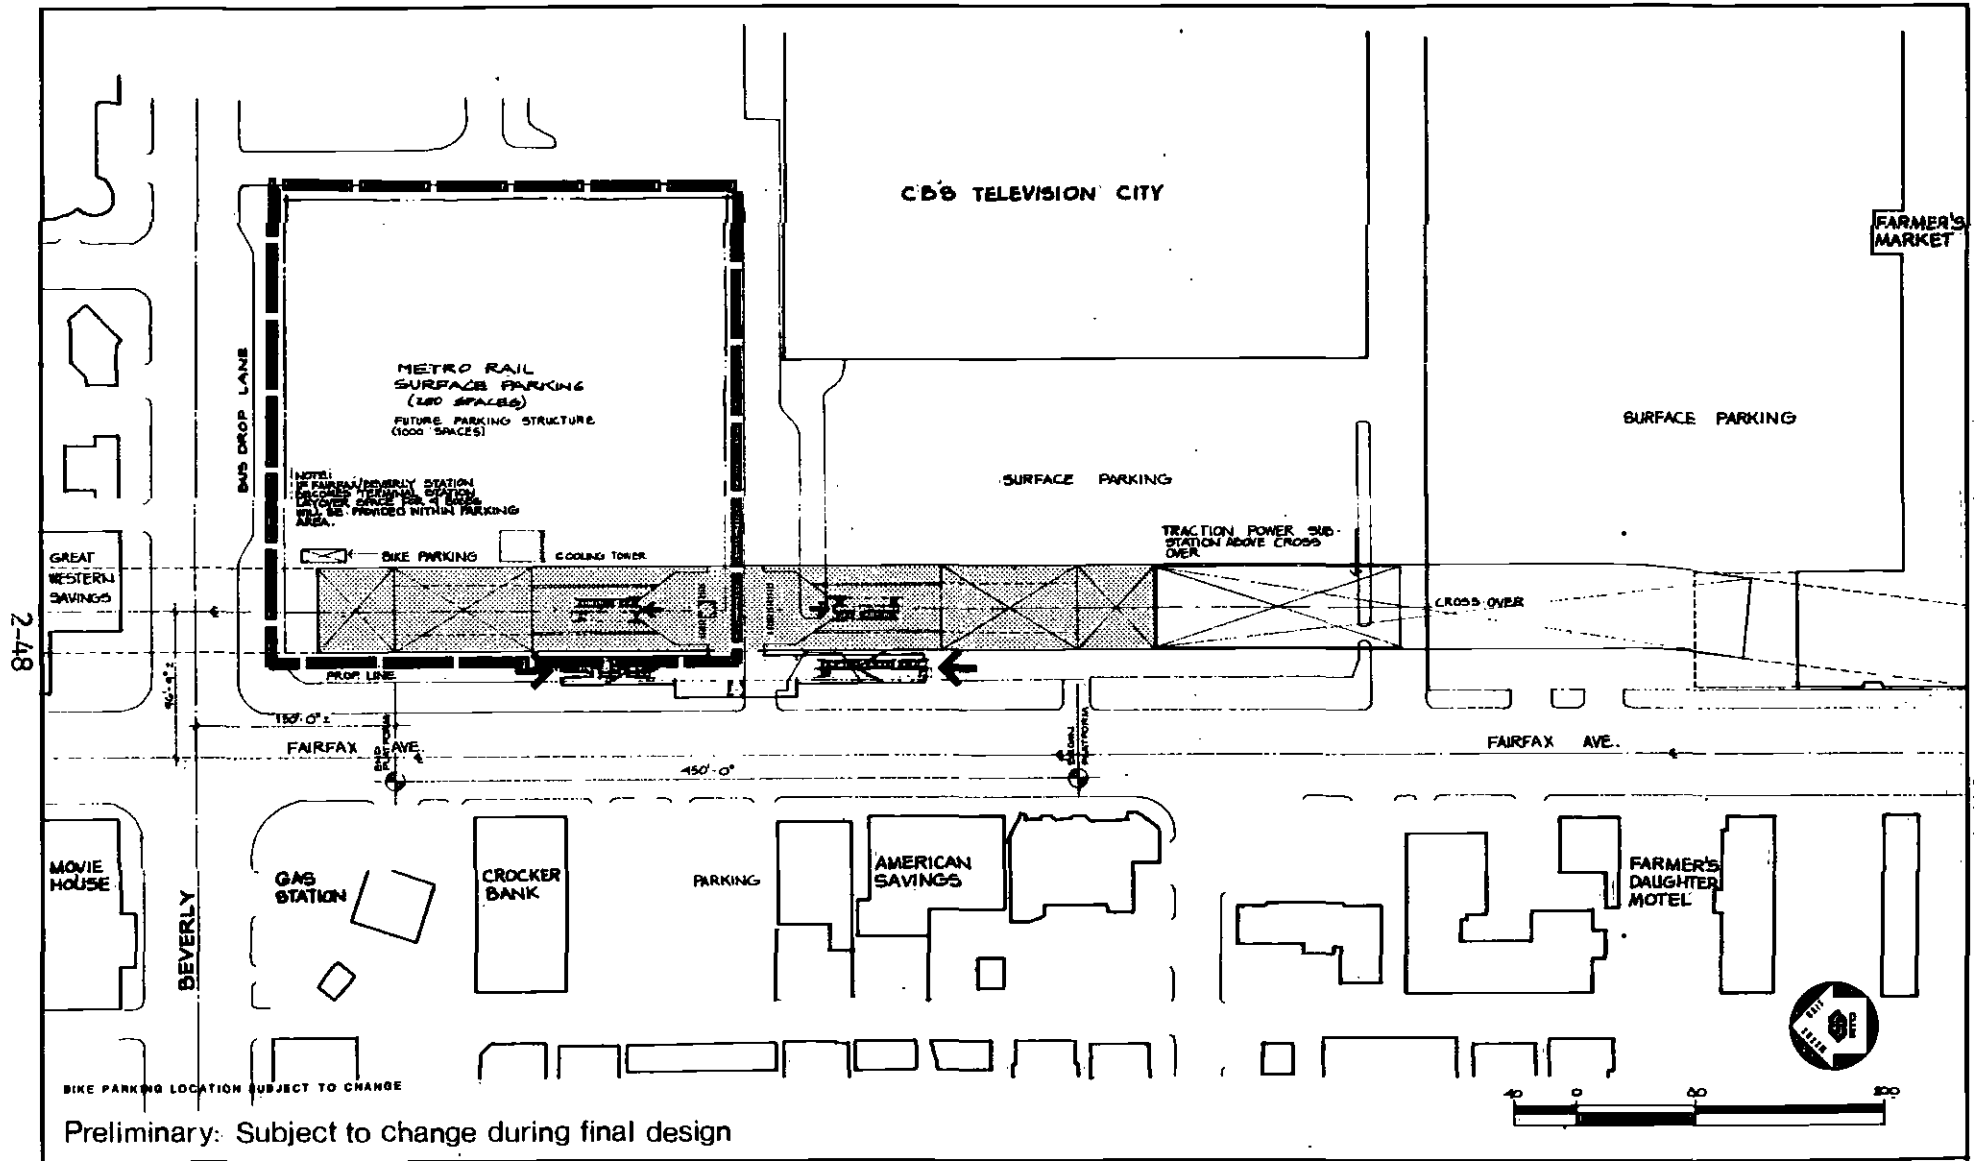 CBS TELEVISION CITY
FARMER'S
MARKET
METRO RAIL
SURFACE PARKING
FUTURE PARKING STRUCTURE
(1000 SPACES)
BUS DROP LANE
SURFACE PARKING
SURFACE PARKING
NOTE:
IF FAIRFAX/BEVERLY STATION
BECOMES TERMINAL STATION
LAYOVER SPACE FOR 4 BUSES
WILL BE PROVIDED WITHIN PARKING
AREA.
BIKE PARKING
COOLING TOWER
TRACTION POWER SUB-
STATION ABOVE CROSS
OVER
GREAT
WESTERN
SAVINGS
CROSS OVER
2-48
PROP. LINE
150'-0"±
FAIRFAX AVE.
END
PLATFORM
450'-0"
BEGIN
PLATFORM
FAIRFAX AVE.
MOVIE
HOUSE
BEVERLY
GAS
STATION
CROCKER
BANK
PARKING
AMERICAN
SAVINGS
FARMER'S
DAUGHTER
MOTEL
BIKE PARKING LOCATION SUBJECT TO CHANGE
Preliminary: Subject to change during final design
40 0 80 200